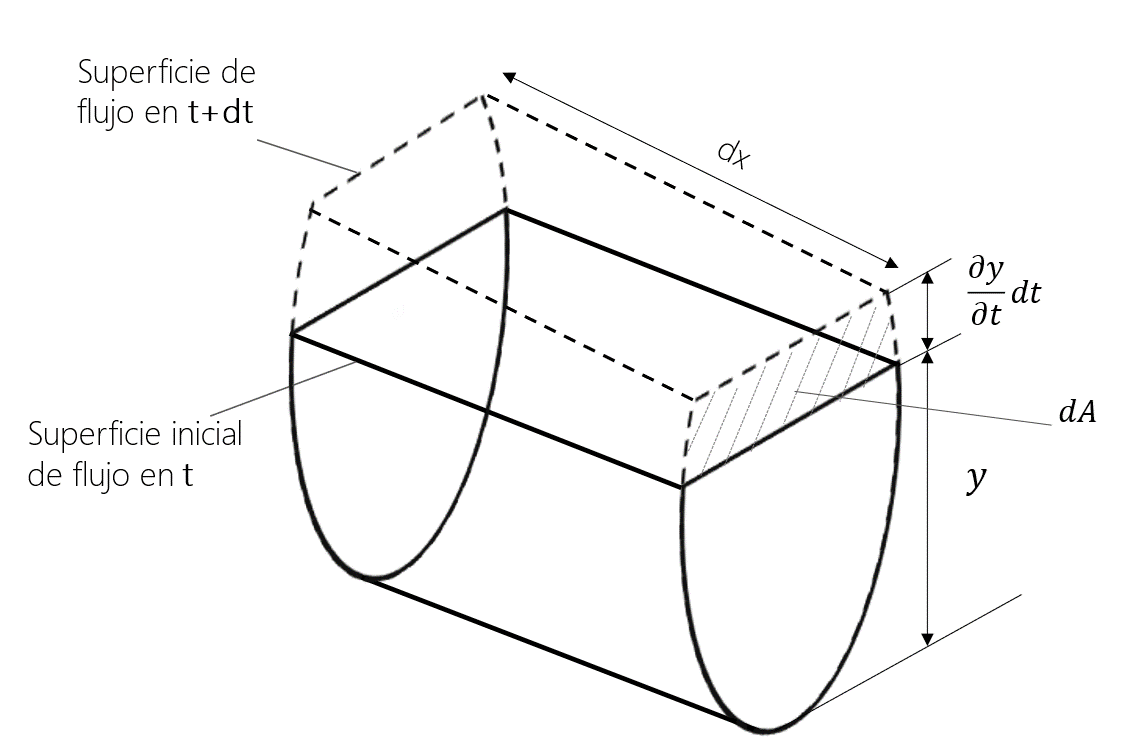 Superficie de
flujo en t+dt
dx
∂y/∂t dt
dA
y
Superficie inicial
de flujo en t